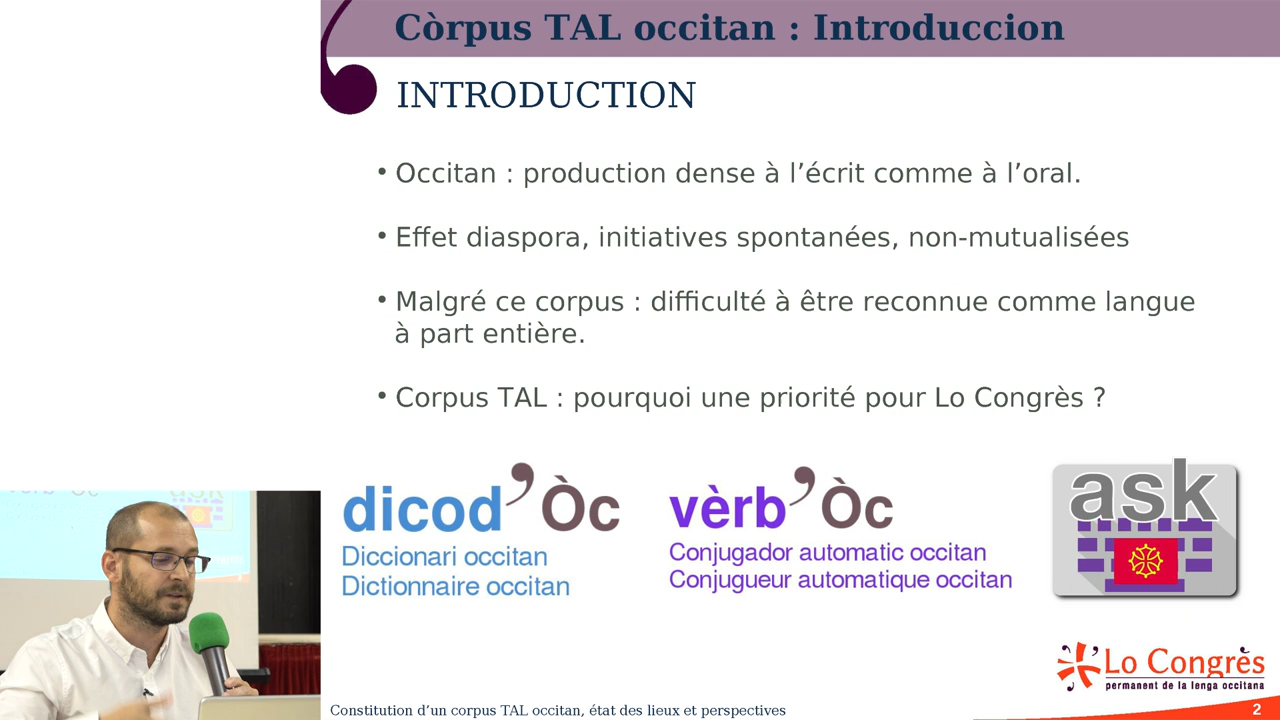 Còrpus TAL occitan : Introduccion
INTRODUCTION
• Occitan : production dense à l’écrit comme à l’oral.
• Effet diaspora, initiatives spontanées, non-mutualisées
• Malgré ce corpus : difficulté à être reconnue comme langue
à part entière.
• Corpus TAL : pourquoi une priorité pour Lo Congrès ?
dicod’Òc
Diccionari occitan
Dictionnaire occitan
vèrb’Òc
Conjugador automatic occitan
Conjugueur automatique occitan
ask
Lo Congrès
permanent de la lenga occitana
Constitution d’un corpus TAL occitan, état des lieux et perspectives
2